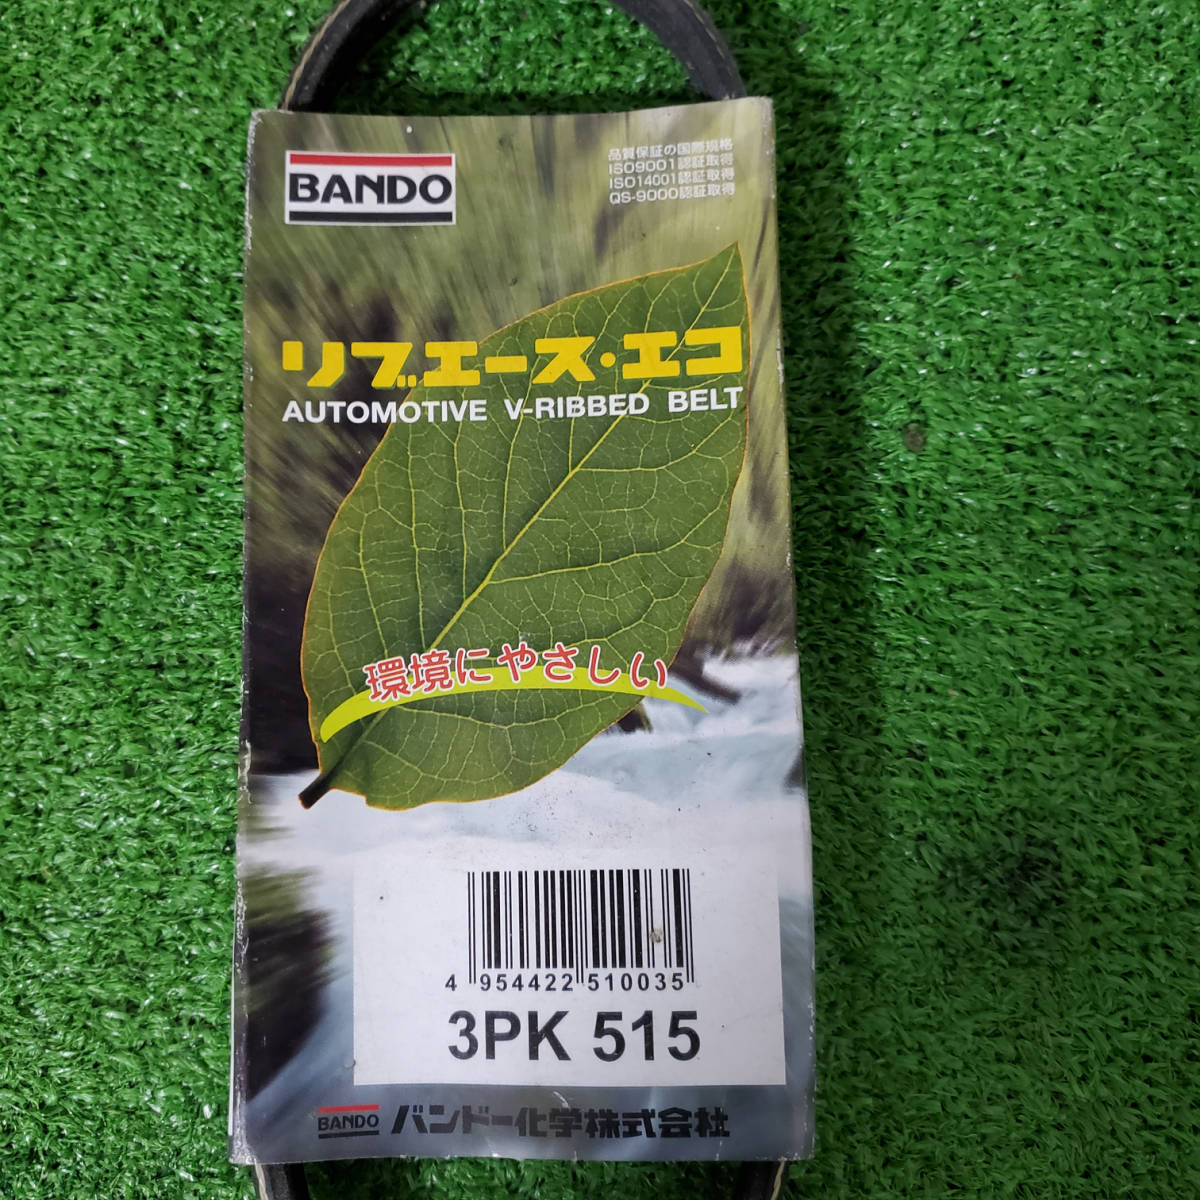 BANDO
品質保証の国際規格
ISO9001認証取得
ISO14001認証取得
QS-9000認証取得
リブエース・エコ
AUTOMOTIVE V-RIBBED BELT
環境にやさしい
4 954422 510035
3PK 515
BANDO バンドー化学株式会社